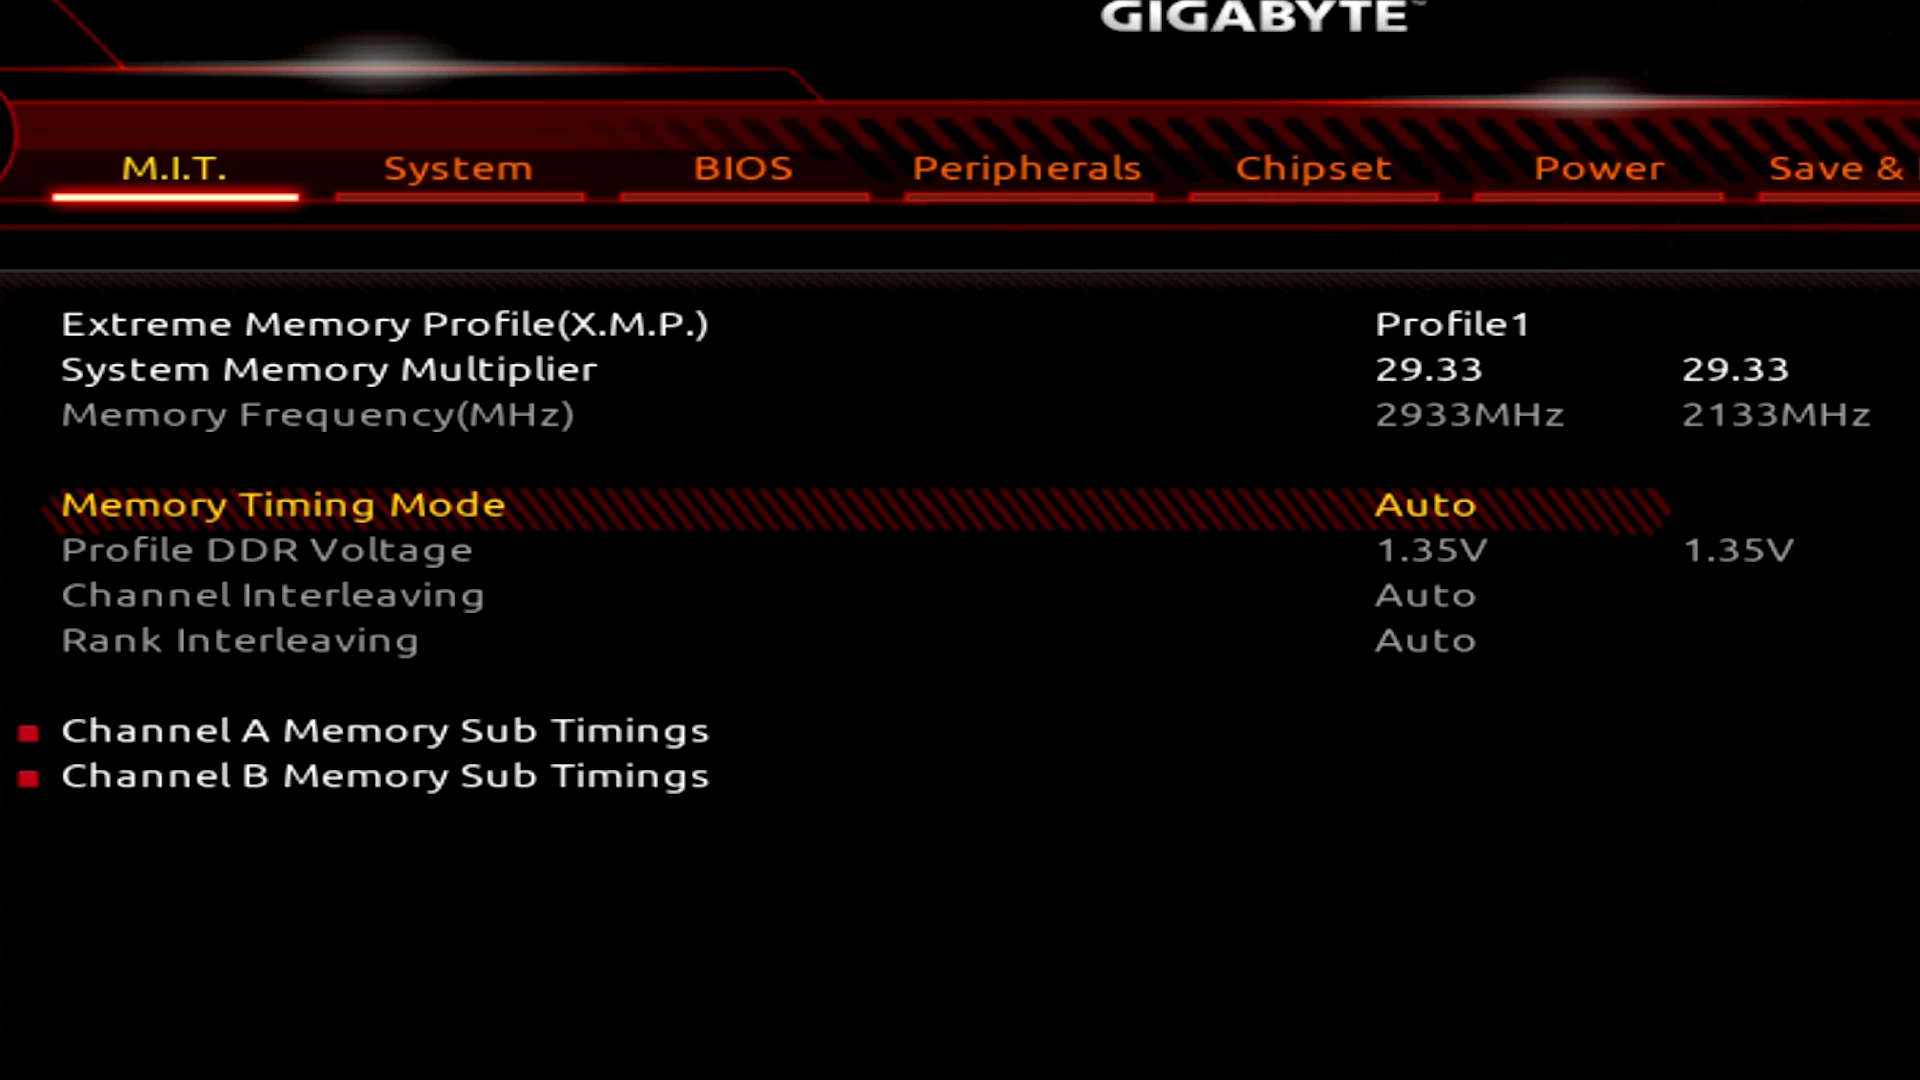 GIGABYTE™
M.I.T. System BIOS Peripherals Chipset Power Save &
Extreme Memory Profile(X.M.P.) Profile1
System Memory Multiplier 29.33 29.33
Memory Frequency(MHz) 2933MHz 2133MHz
Memory Timing Mode Auto
Profile DDR Voltage 1.35V 1.35V
Channel Interleaving Auto
Rank Interleaving Auto
Channel A Memory Sub Timings
Channel B Memory Sub Timings